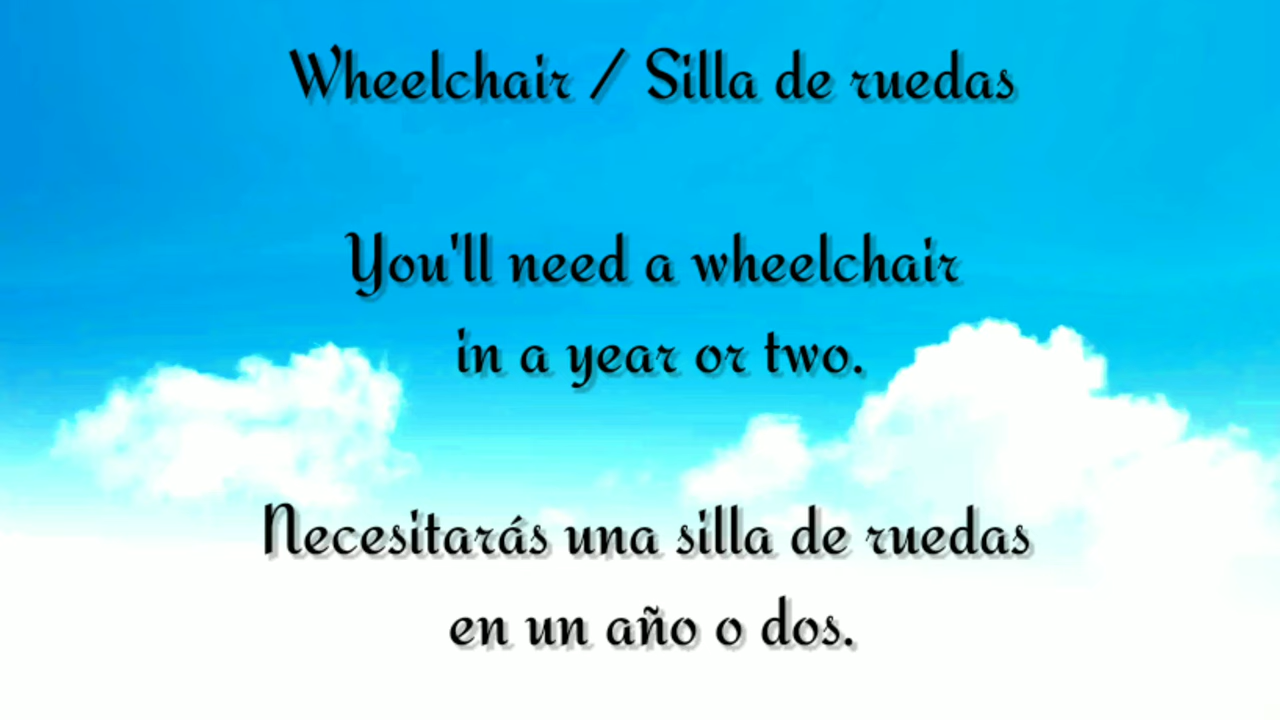 Wheelchair / Silla de ruedas
You'll need a wheelchair
in a year or two.
Necesitarás una silla de ruedas
en un año o dos.